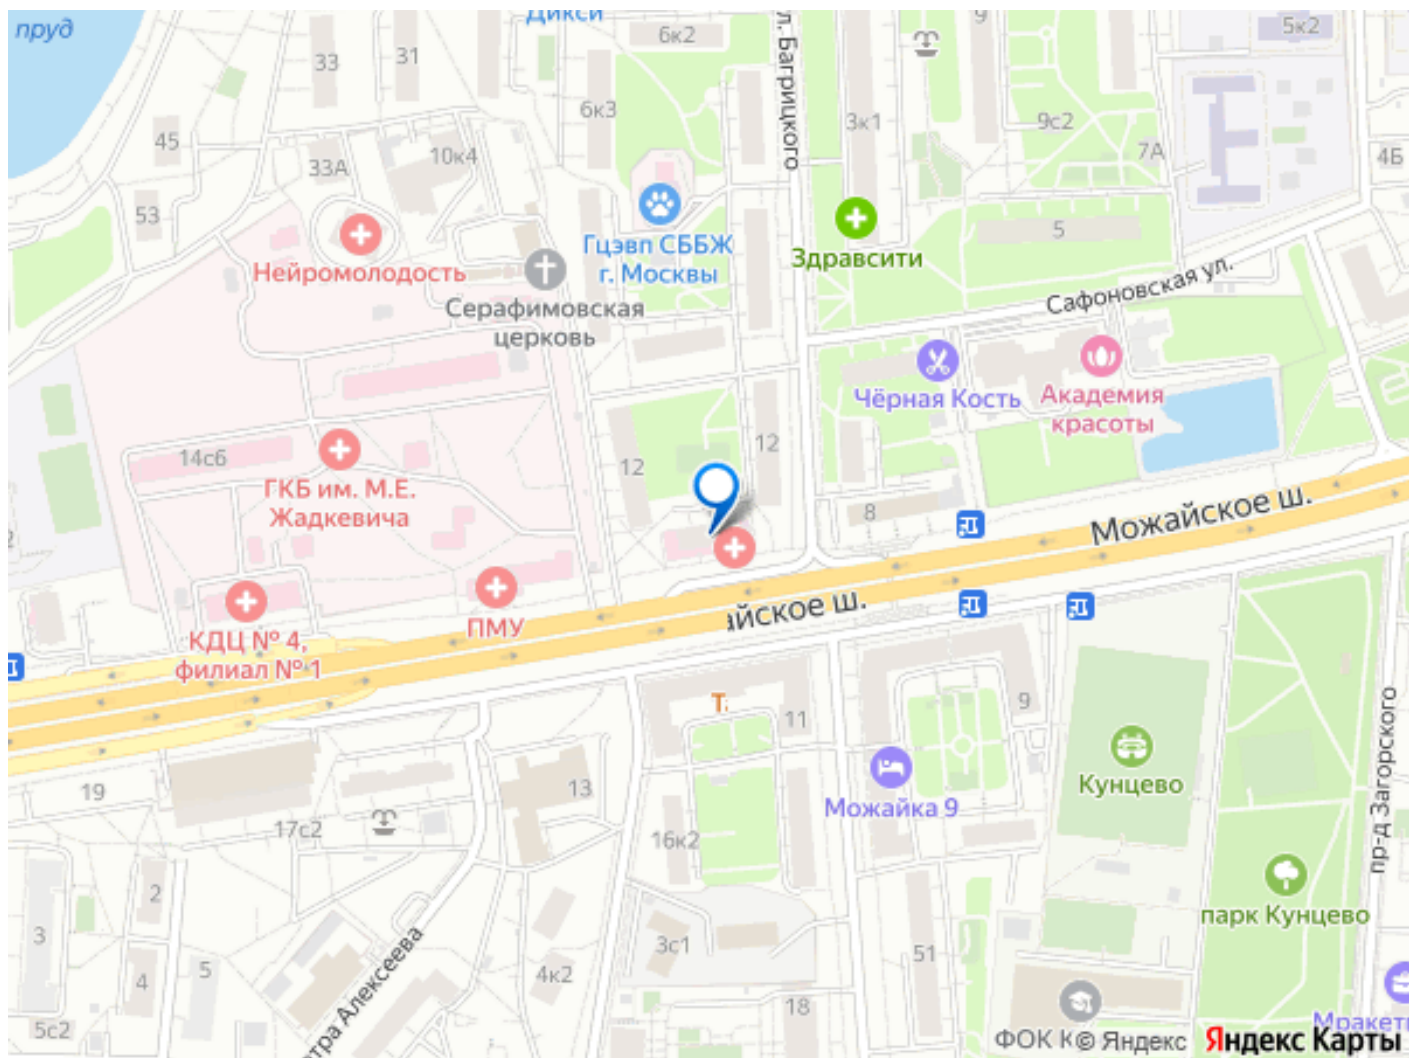 пруд
Дикси
6к2
ул. Багрицкого
9
5к2
33
31
6к3
3к1
9с2
7А
4Б
45
33А
10к4
53
Нейромолодость
Гцэвп СББЖ
г. Москвы
Здравсити
5
Сафоновская ул.
Серафимовская
церковь
Чёрная Кость
Академия
красоты
14с6
12
12
ГКБ им. М.Е.
Жадкевича
8
Можайское ш.
айское ш.
КДЦ № 4,
филиал № 1
ПМУ
11
9
Кунцево
пр-д Загорского
Можайка 9
19
17с2
13
16к2
2
3
4
5
5с2
тра Алексеева
4к2
3с1
51
18
парк Кунцево
ФОК К
© Яндекс
Яндекс Карты